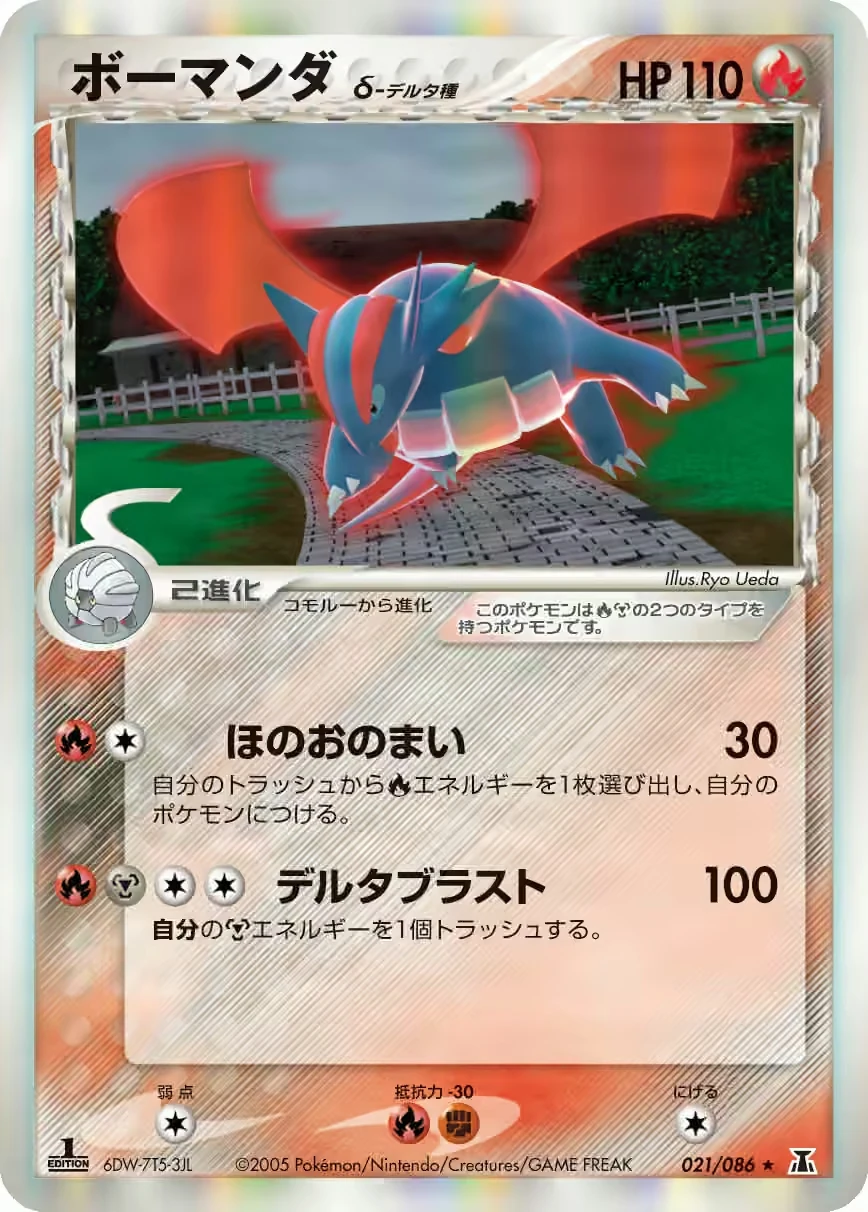 ボーマンダ δ-デルタ種 HP 110
Illus.Ryo Ueda
2進化
コモルーから進化
このポケモンはの2つのタイプを
持つポケモンです。
ほのおのまい 30
自分のトラッシュからエネルギーを1枚選び出し、自分の
ポケモンにつける。
デルタブラスト 100
自分のエネルギーを1個トラッシュする。
弱点 抵抗力 -30 にげる
1 EDITION 6DW-7T5-3JL ©2005 Pokémon/Nintendo/Creatures/GAME FREAK 021/086 ★